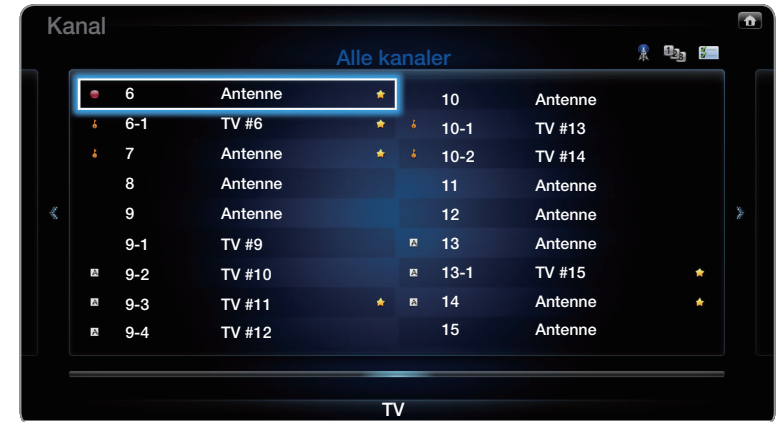 Kanal
Alle kanaler
6 Antenne
6-1 TV #6
7 Antenne
8 Antenne
9 Antenne
9-1 TV #9
A 9-2 TV #10
A 9-3 TV #11
A 9-4 TV #12
10 Antenne
10-1 TV #13
10-2 TV #14
11 Antenne
12 Antenne
A 13 Antenne
A 13-1 TV #15
A 14 Antenne
15 Antenne
TV